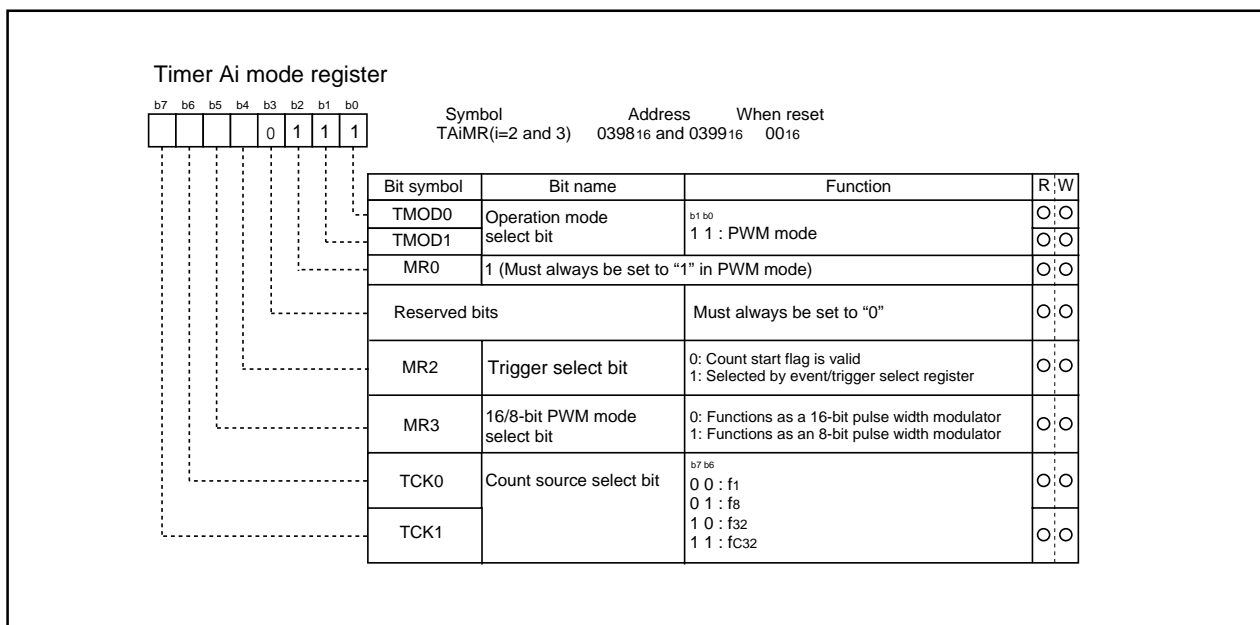 Timer Ai mode register
b7 b6 b5 b4 b3 b2 b1 b0
0 1 1 1
Symbol Address When reset
TAiMR(i=2 and 3) 039816 and 039916 0016
Bit symbol Bit name Function R W
TMOD0 Operation mode select bit b1 b0
TMOD1 1 1 : PWM mode
MR0 1 (Must always be set to “1” in PWM mode)
Reserved bits Must always be set to “0”
MR2 Trigger select bit 0: Count start flag is valid
1: Selected by event/trigger select register
MR3 16/8-bit PWM mode select bit 0: Functions as a 16-bit pulse width modulator
1: Functions as an 8-bit pulse width modulator
TCK0 Count source select bit b7 b6
0 0 : f1
0 1 : f8
TCK1 1 0 : f32
1 1 : fC32